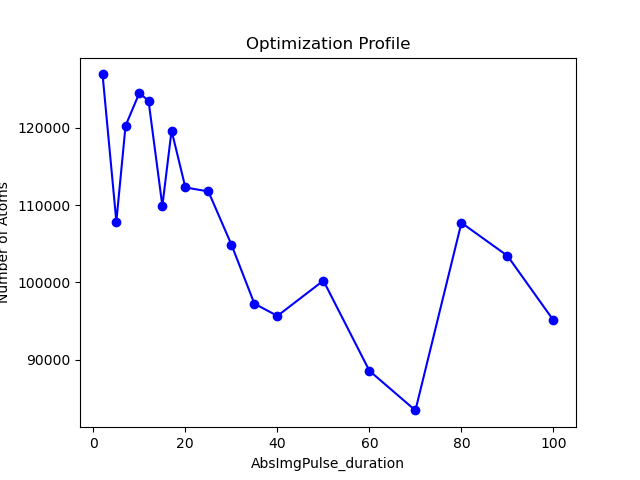 Optimization Profile
120000
110000
100000
90000
Number of Atoms
0 20 40 60 80 100
AbsImgPulse_duration